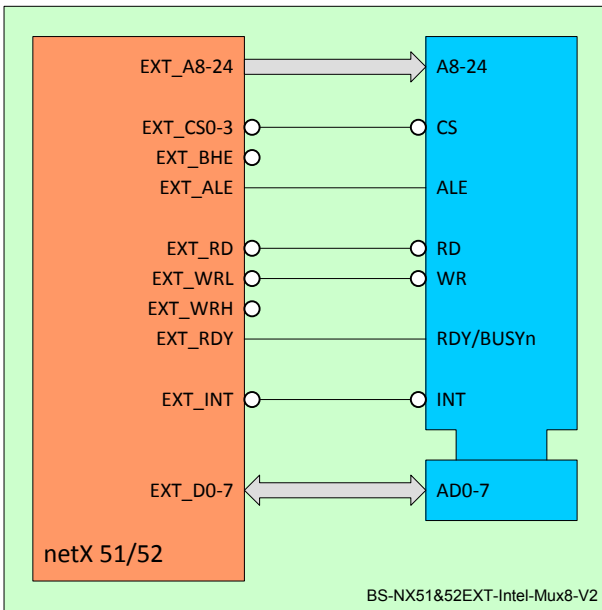 EXT_A8-24 A8-24
EXT_CS0-3 CS
EXT_BHE
EXT_ALE ALE
EXT_RD RD
EXT_WRL WR
EXT_WRH
EXT_RDY RDY/BUSYn
EXT_INT INT
EXT_D0-7 AD0-7
netX 51/52
BS-NX51&52EXT-Intel-Mux8-V2